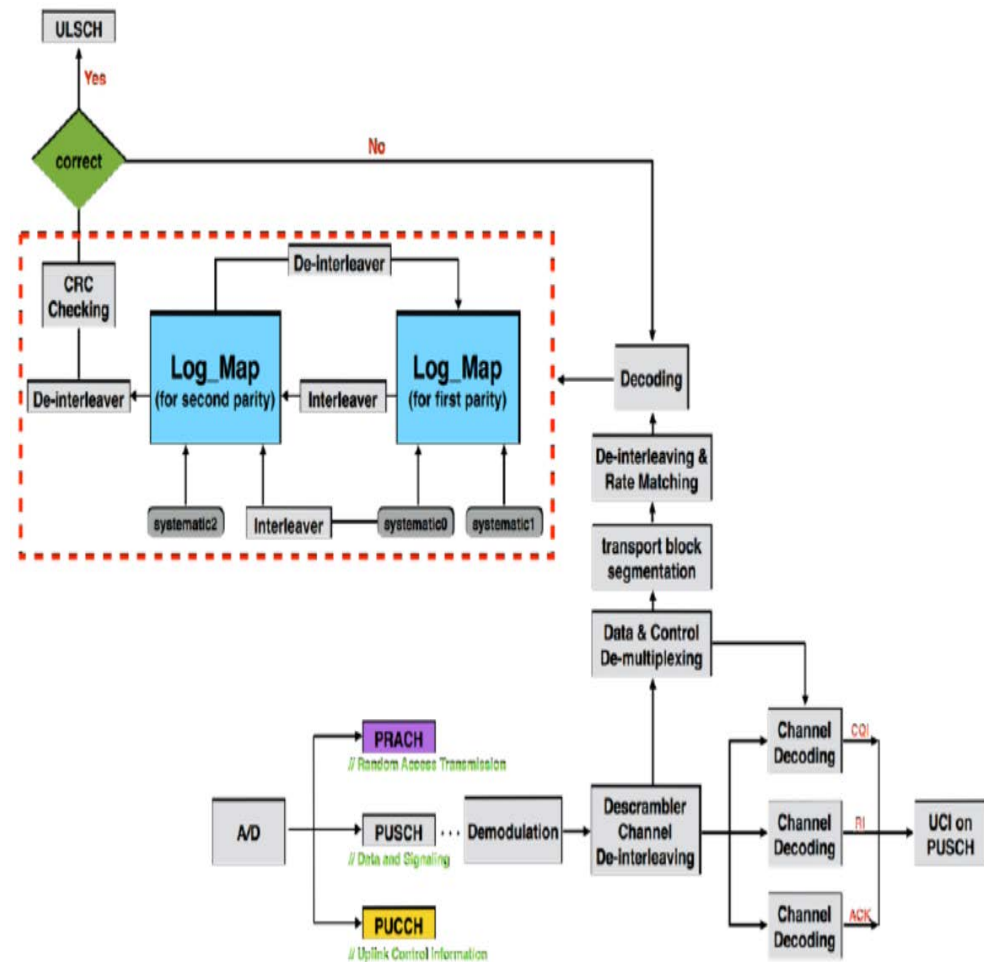 ULSCH
Yes
correct
No
De-interleaver
CRC
Checking
Log_Map
(for second parity)
Interleaver
Log_Map
(for first parity)
De-interleaver
Decoding
De-interleaving &
Rate Matching
systematic2
Interleaver
systematic0
systematic1
transport block
segmentation
Data & Control
De-multiplexing
PRACH
// Random Access Transmission
Channel
Decoding
CQI
A/D
PUSCH
...
Demodulation
// Data and Signaling
Descrambler
Channel
De-interleaving
Channel
Decoding
RI
UCI on
PUSCH
PUCCH
// Uplink Control Information
Channel
Decoding
ACK